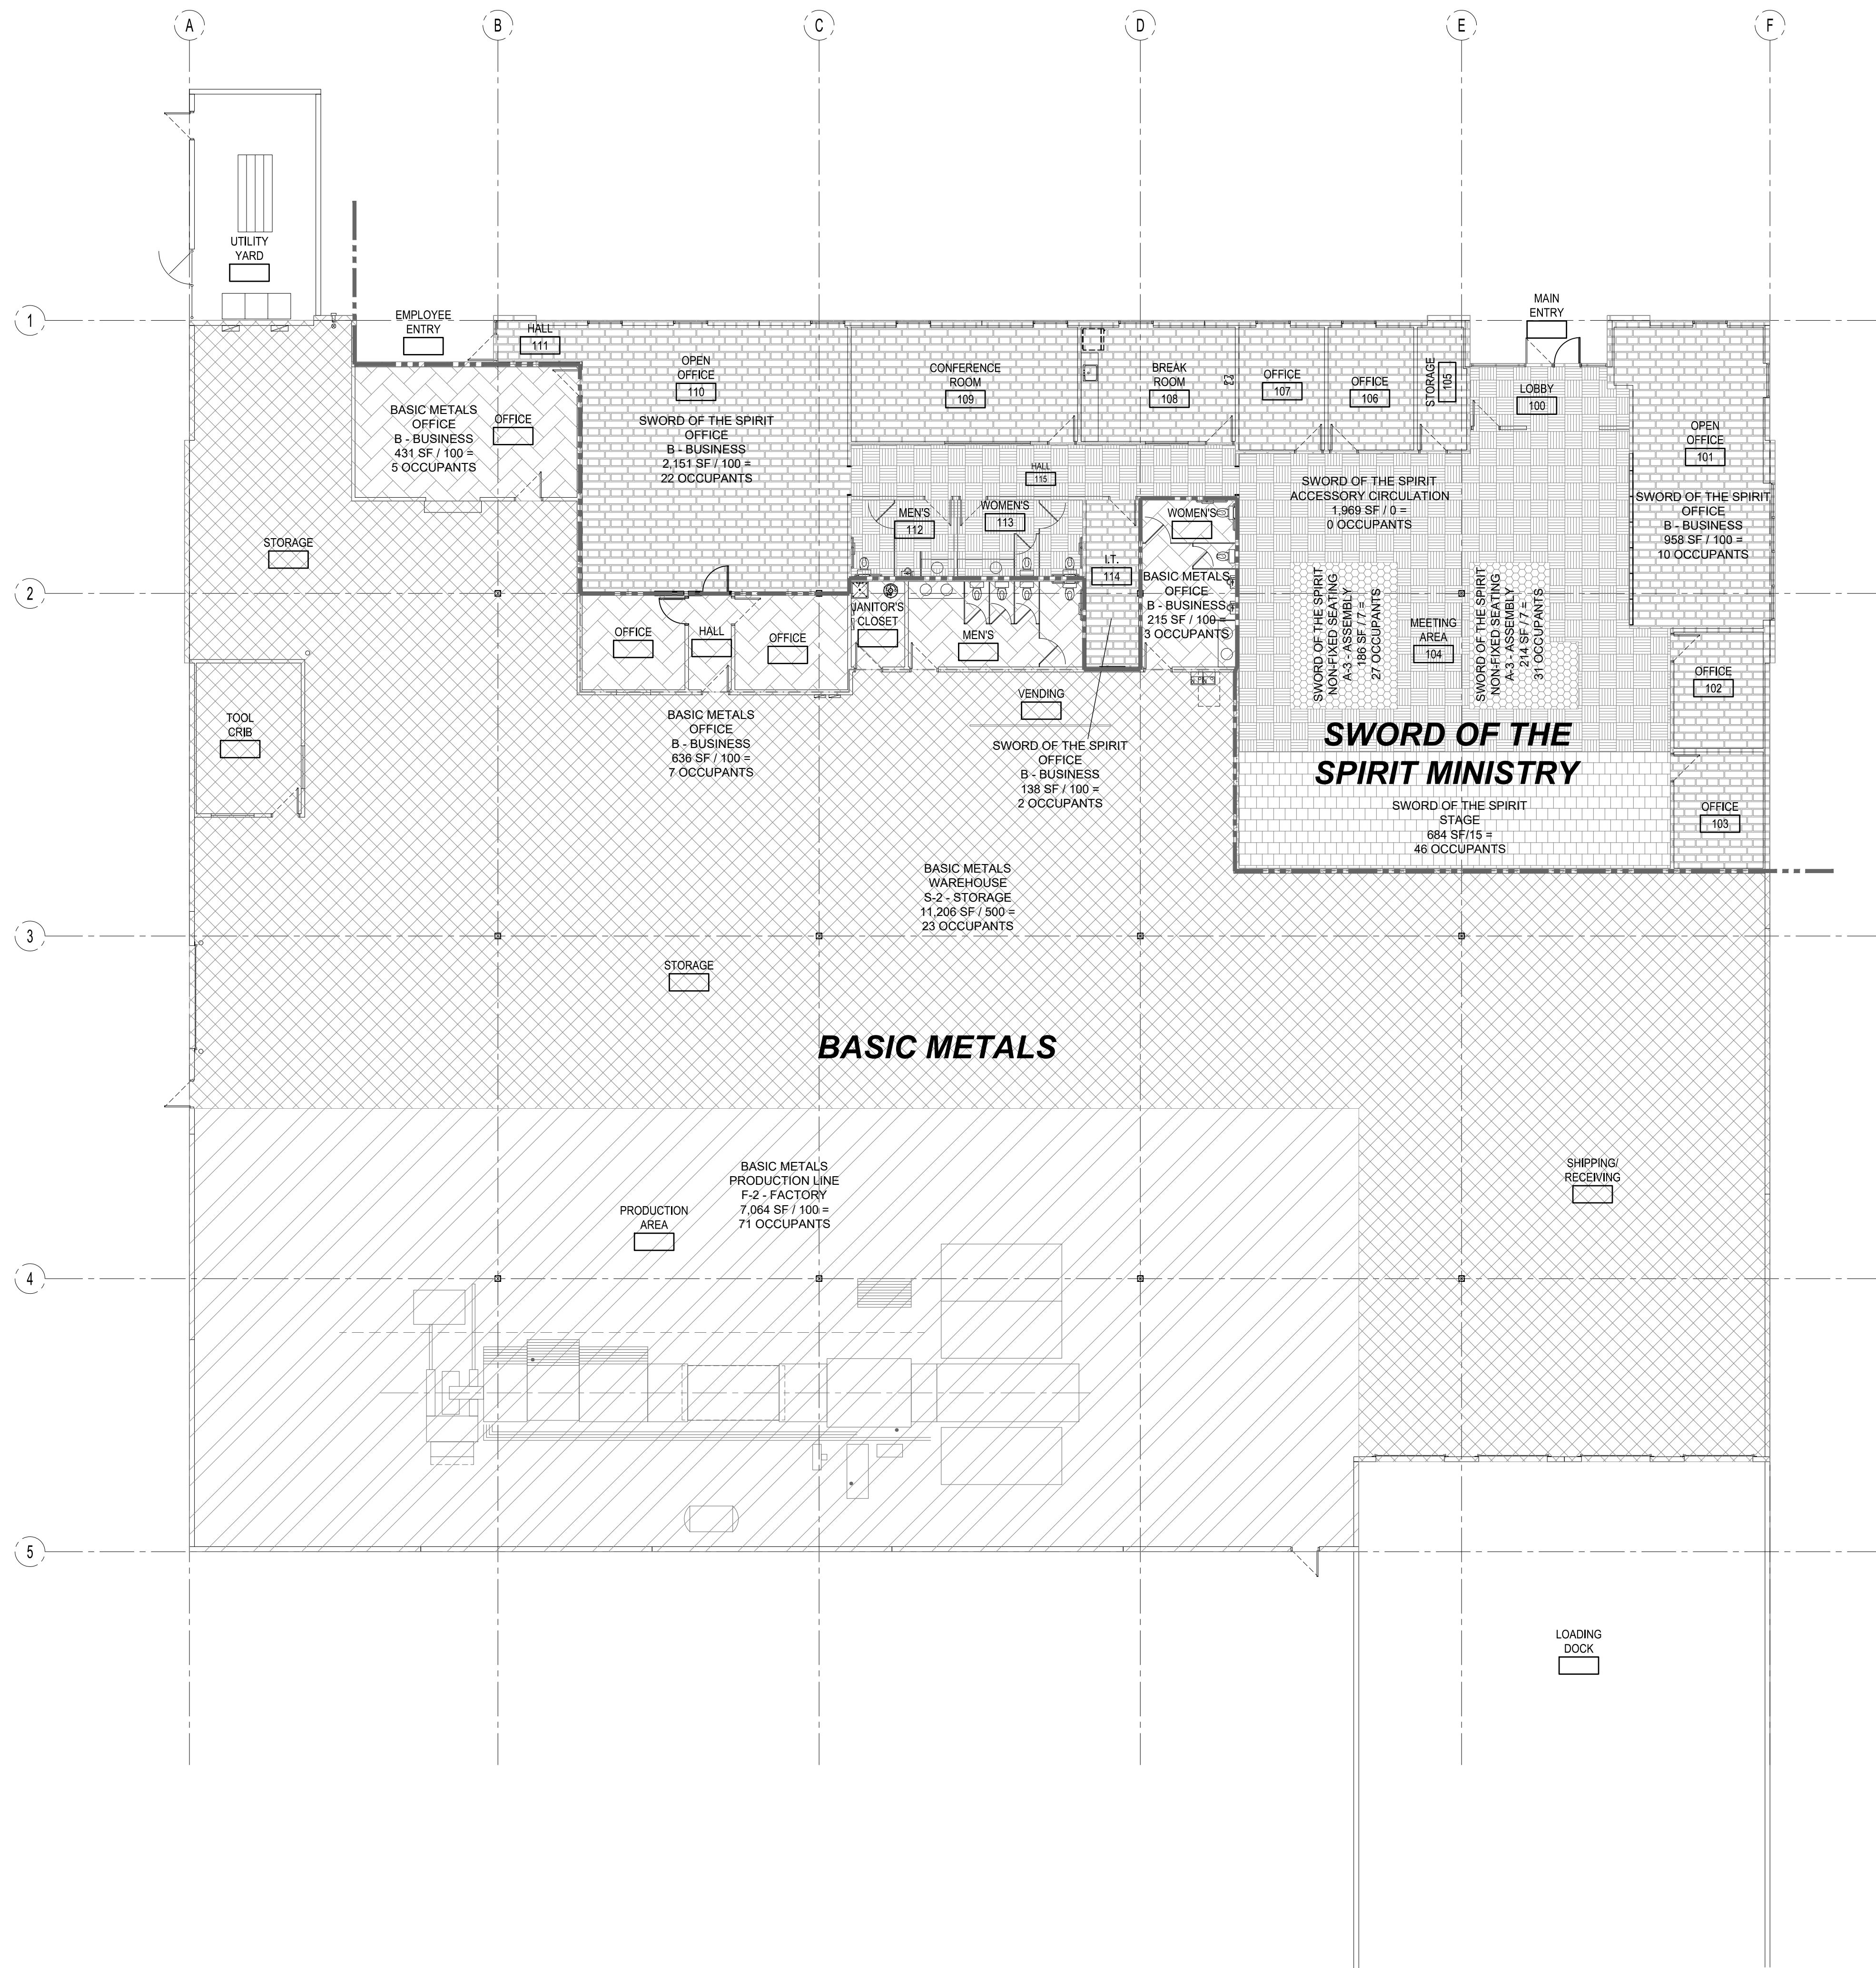 A
B
C
D
E
F
UTILITY
YARD
1
EMPLOYEE
ENTRY
HALL
111
MAIN
ENTRY
OPEN
OFFICE
110
CONFERENCE
ROOM
109
BREAK
ROOM
108
OFFICE
107
OFFICE
106
STORAGE
105
LOBBY
100
OPEN
OFFICE
101
BASIC METALS
OFFICE
B - BUSINESS
431 SF / 100 =
5 OCCUPANTS
OFFICE
SWORD OF THE SPIRIT
OFFICE
B - BUSINESS
2,151 SF / 100 =
22 OCCUPANTS
HALL
115
SWORD OF THE SPIRIT
ACCESSORY CIRCULATION
1,969 SF / 0 =
0 OCCUPANTS
SWORD OF THE SPIRIT
OFFICE
B - BUSINESS
958 SF / 100 =
10 OCCUPANTS
MEN'S
112
WOMEN'S
113
WOMEN'S
STORAGE
I.T.
114
BASIC METALS
OFFICE
B - BUSINESS
215 SF / 100 =
3 OCCUPANTS
2
JANITOR'S
CLOSET
MEN'S
OFFICE
HALL
OFFICE
SWORD OF THE SPIRIT
NON-FIXED SEATING
A-3 - ASSEMBLY
186 SF / 7 =
27 OCCUPANTS
MEETING
AREA
104
SWORD OF THE SPIRIT
NON-FIXED SEATING
A-3 - ASSEMBLY
214 SF / 7 =
31 OCCUPANTS
OFFICE
102
TOOL
CRIB
BASIC METALS
OFFICE
B - BUSINESS
636 SF / 100 =
7 OCCUPANTS
VENDING
SWORD OF THE SPIRIT
OFFICE
B - BUSINESS
138 SF / 100 =
2 OCCUPANTS
SWORD OF THE
SPIRIT MINISTRY
SWORD OF THE SPIRIT
STAGE
684 SF/15 =
46 OCCUPANTS
OFFICE
103
BASIC METALS
WAREHOUSE
S-2 - STORAGE
11,206 SF / 500 =
23 OCCUPANTS
3
STORAGE
BASIC METALS
BASIC METALS
PRODUCTION LINE
F-2 - FACTORY
7,064 SF / 100 =
71 OCCUPANTS
PRODUCTION
AREA
SHIPPING/
RECEIVING
4
5
LOADING
DOCK